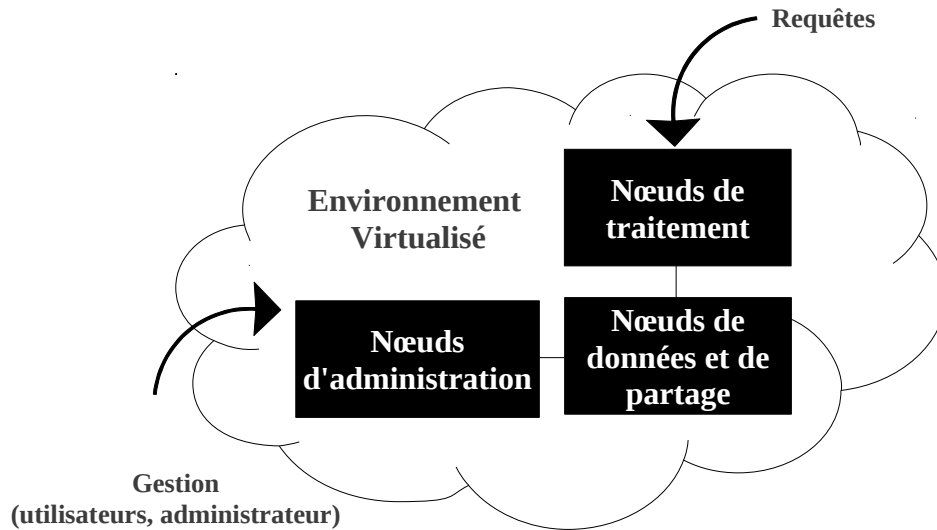 Requêtes
Nœuds de
traitement
Environnement
Virtualisé
Nœuds
d'administration
Nœuds de
données et de
partage
Gestion
(utilisateurs, administrateur)